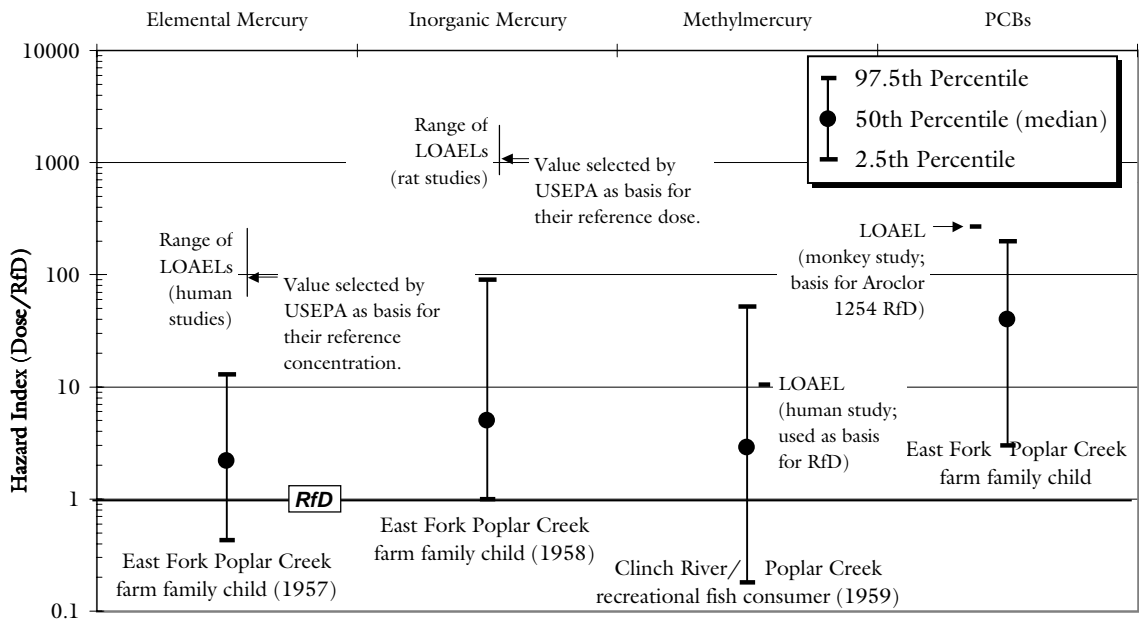 Elemental Mercury Inorganic Mercury Methylmercury PCBs
Hazard Index (Dose/RfD)
10000
1000
100
10
1
0.1
97.5th Percentile
50th Percentile (median)
2.5th Percentile
Range of
LOAELs
(human
studies)
Value selected by
USEPA as basis for
their reference
concentration.
Range of
LOAELs
(rat studies)
Value selected by
USEPA as basis for
their reference dose.
LOAEL
(human study;
used as basis
for RfD)
LOAEL
(monkey study;
basis for Aroclor
1254 RfD)
RfD
East Fork Poplar Creek
farm family child (1957)
East Fork Poplar Creek
farm family child (1958)
Clinch River/ Poplar Creek
recreational fish consumer (1959)
East Fork Poplar Creek
farm family child